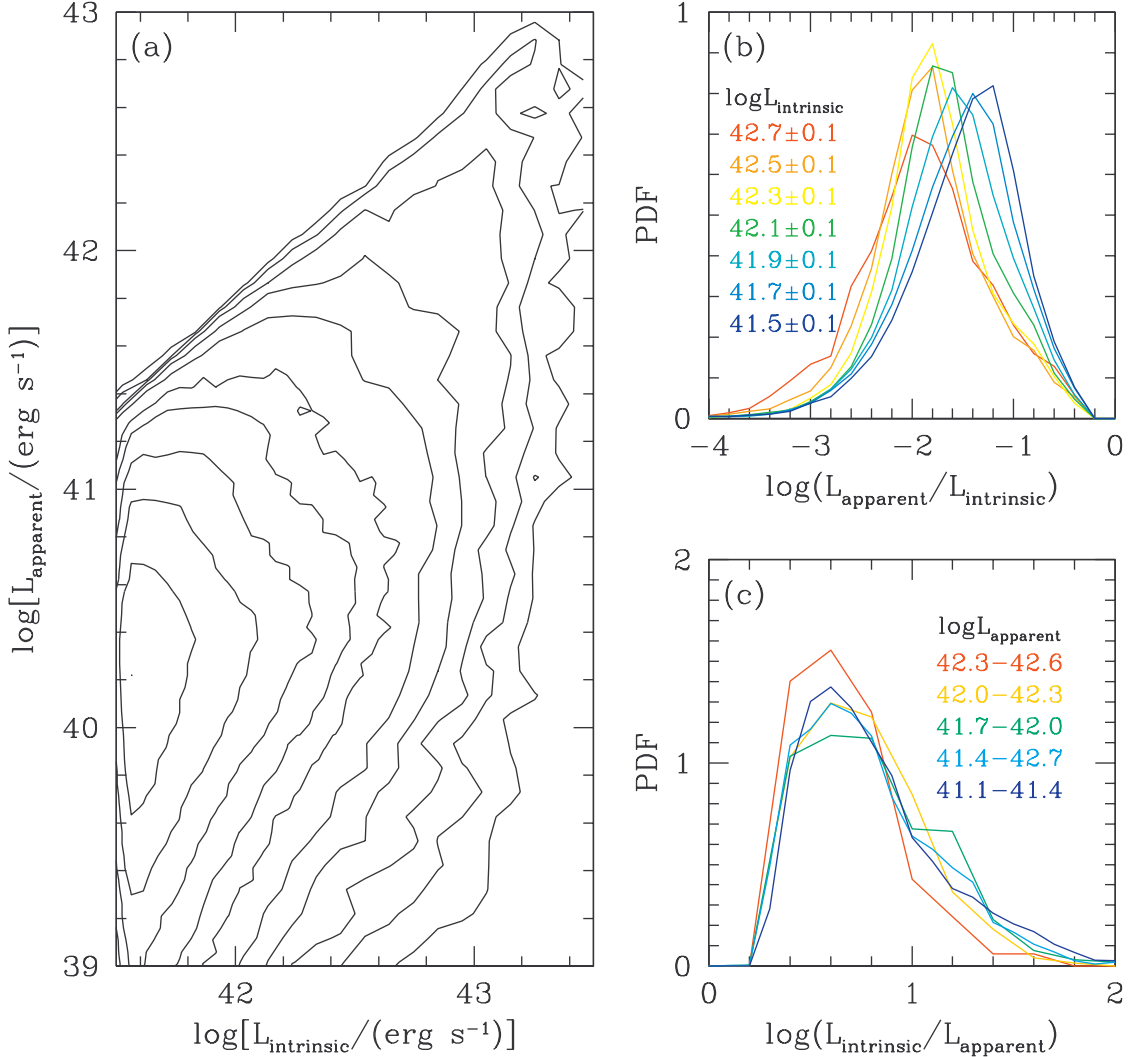 (a)
43
42
41
40
39
42
43
log[L_apparent/(erg s⁻¹)]
log[L_intrinsic/(erg s⁻¹)]
(b)
1
0
PDF
logL_intrinsic
42.7±0.1
42.5±0.1
42.3±0.1
42.1±0.1
41.9±0.1
41.7±0.1
41.5±0.1
−4
−3
−2
−1
0
log(L_apparent/L_intrinsic)
(c)
2
1
0
PDF
logL_apparent
42.3−42.6
42.0−42.3
41.7−42.0
41.4−42.7
41.1−41.4
0
1
2
log(L_intrinsic/L_apparent)